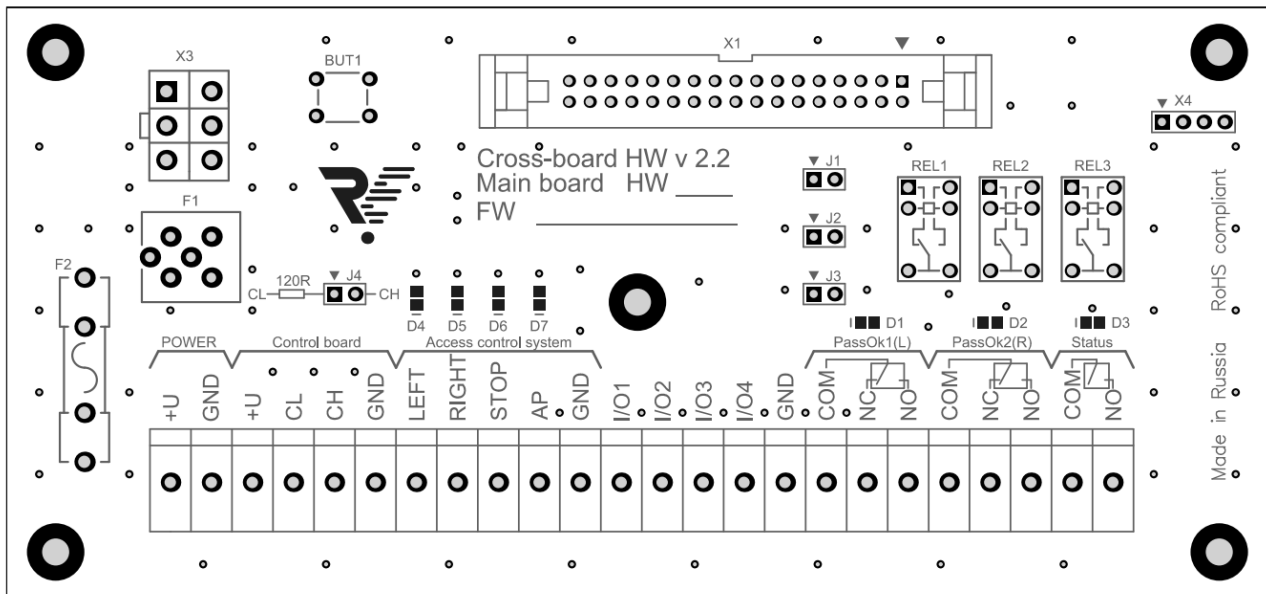 X3
BUT1
X1
X4
Cross-board HW v 2.2
Main board HW ____
FW ____________
J1
REL1
REL2
REL3
F1
J2
F2
120R
J4
CL
CH
J3
D4
D5
D6
D7
D1
D2
D3
POWER
Control board
Access control system
PassOk1(L)
PassOk2(R)
Status
+U
GND
+U
CL
CH
GND
LEFT
RIGHT
STOP
AP
GND
I/O1
I/O2
I/O3
I/O4
GND
COM
NC
NO
COM
NC
NO
COM
NO
Made in Russia RoHS compliant